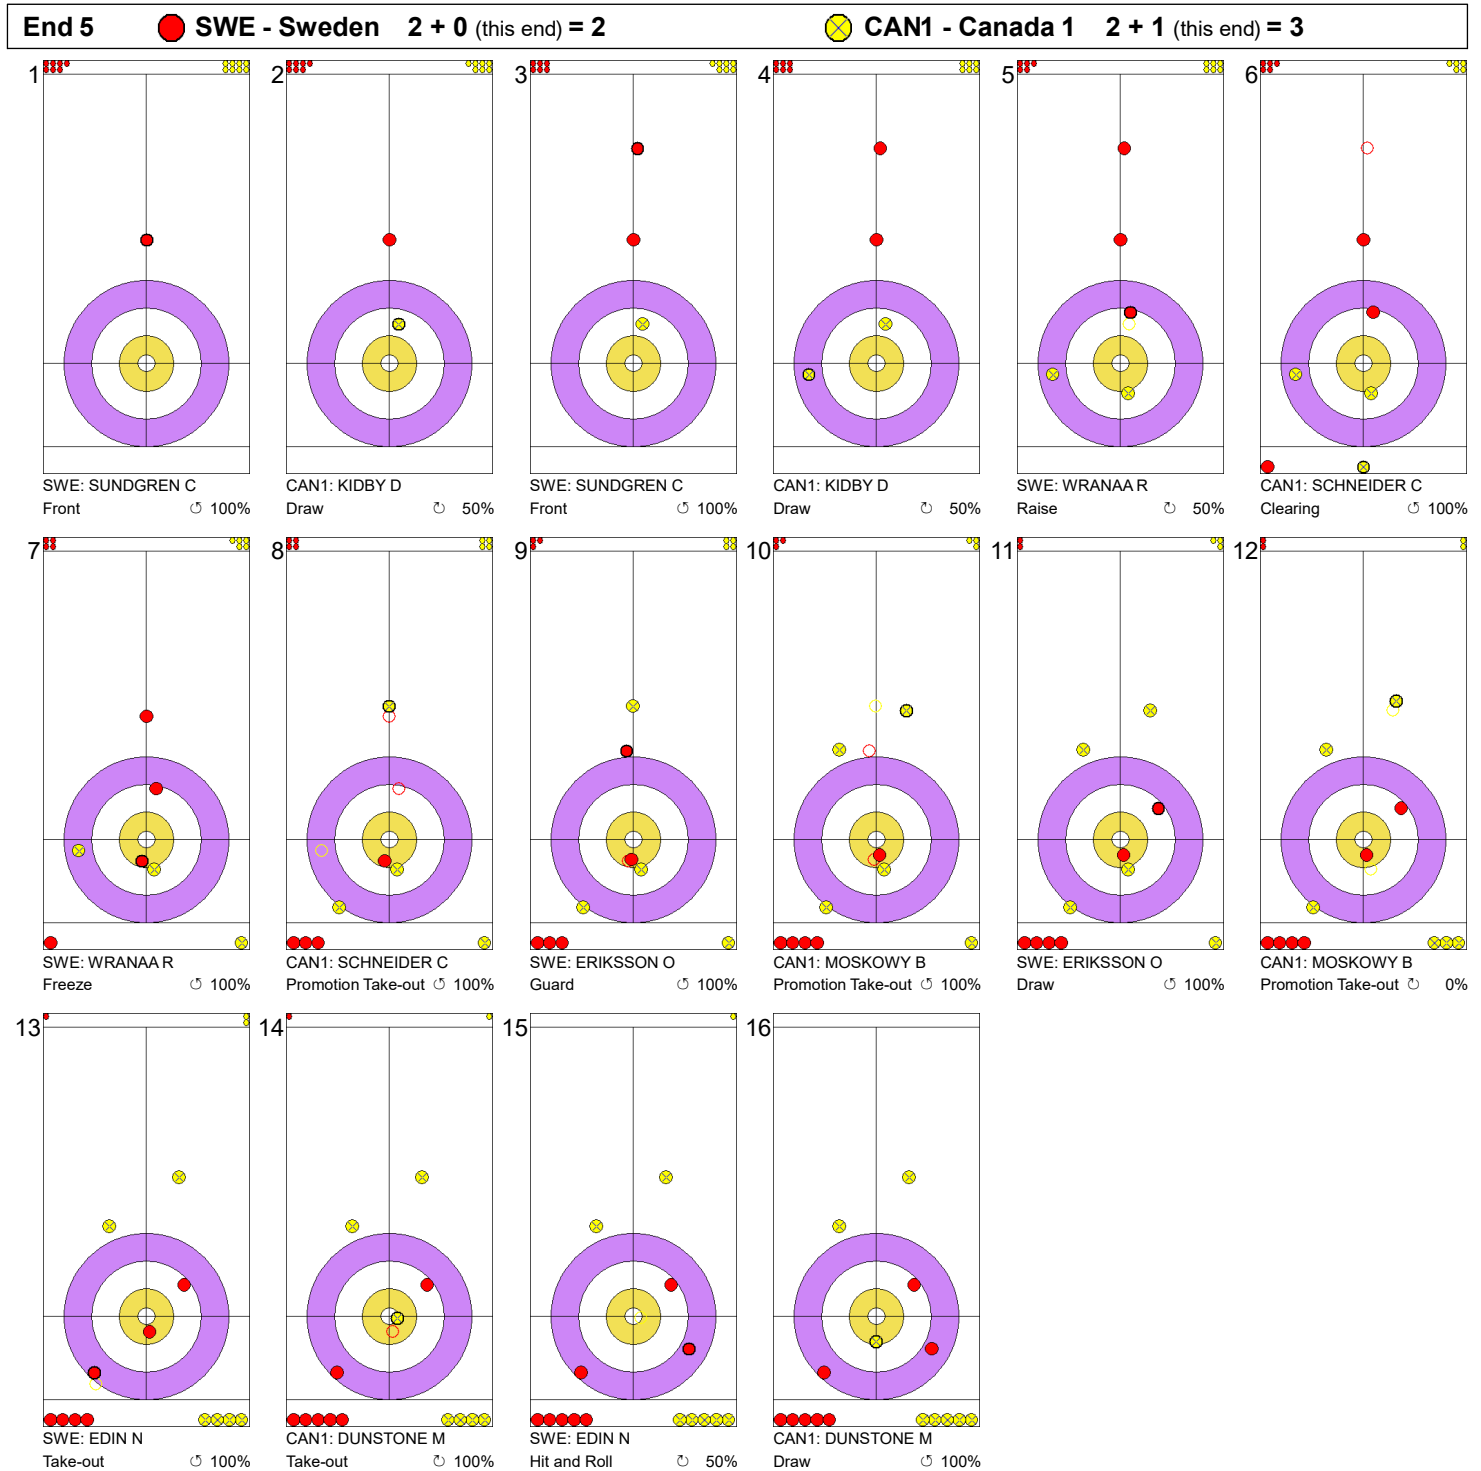 End 5 SWE - Sweden 2 + 0 (this end) = 2 CAN1 - Canada 1 2 + 1 (this end) = 3
1 2 3 4 5 6
SWE: SUNDGREN C CAN1: KIDBY D SWE: SUNDGREN C CAN1: KIDBY D SWE: WRANAA R CAN1: SCHNEIDER C
Front ↺ 100% Draw ↻ 50% Front ↺ 100% Draw ↻ 50% Raise ↺ 50% Clearing ↺ 100%
7 8 9 10 11 12
SWE: WRANAA R CAN1: SCHNEIDER C SWE: ERIKSSON O CAN1: MOSKOWY B SWE: ERIKSSON O CAN1: MOSKOWY B
Freeze ↺ 100% Promotion Take-out ↺ 100% Guard ↺ 100% Promotion Take-out ↺ 100% Draw ↺ 100% Promotion Take-out ↻ 0%
13 14 15 16
SWE: EDIN N CAN1: DUNSTONE M SWE: EDIN N CAN1: DUNSTONE M
Take-out ↺ 100% Take-out ↻ 100% Hit and Roll ↻ 50% Draw ↺ 100%